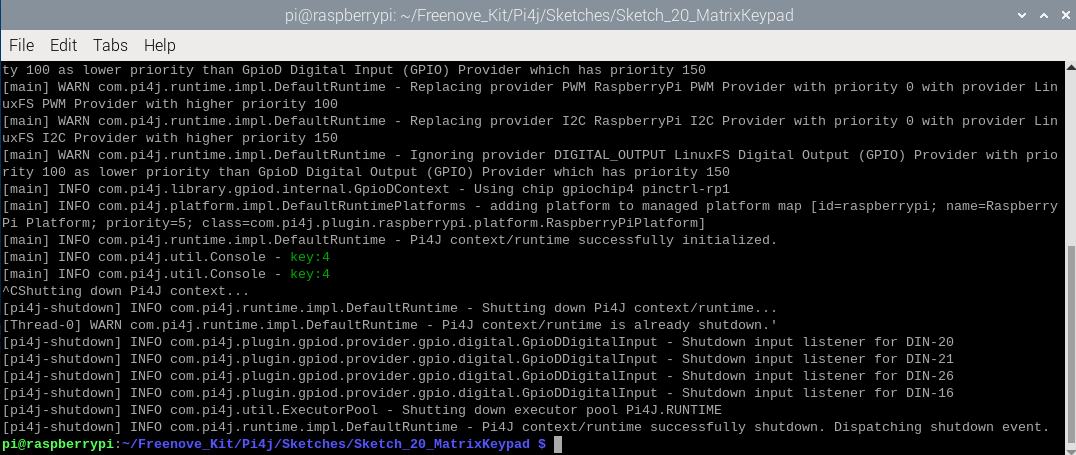 pi@raspberrypi: ~/Freenove_Kit/Pi4j/Sketches/Sketch_20_MatrixKeypad
File Edit Tabs Help
ty 100 as lower priority than GpioD Digital Input (GPIO) Provider which has priority 150
[main] WARN com.pi4j.runtime.impl.DefaultRuntime - Replacing provider PWM RaspberryPi PWM Provider with priority 0 with provider Lin
uxFS PWM Provider with higher priority 100
[main] WARN com.pi4j.runtime.impl.DefaultRuntime - Replacing provider I2C RaspberryPi I2C Provider with priority 0 with provider Lin
uxFS I2C Provider with higher priority 150
[main] WARN com.pi4j.runtime.impl.DefaultRuntime - Ignoring provider DIGITAL_OUTPUT LinuxFS Digital Output (GPIO) Provider with prio
rity 100 as lower priority than GpioD Digital Output (GPIO) Provider which has priority 150
[main] INFO com.pi4j.library.gpiod.internal.GpioDContext - Using chip gpiochip4 pinctrl-rp1
[main] INFO com.pi4j.platform.impl.DefaultRuntimePlatforms - adding platform to managed platform map [id=raspberrypi; name=Raspberry
Pi Platform; priority=5; class=com.pi4j.plugin.raspberrypi.platform.RaspberryPiPlatform]
[main] INFO com.pi4j.runtime.impl.DefaultRuntime - Pi4J context/runtime successfully initialized.
[main] INFO com.pi4j.util.Console - key:4
[main] INFO com.pi4j.util.Console - key:4
^CShutting down Pi4J context...
[pi4j-shutdown] INFO com.pi4j.runtime.impl.DefaultRuntime - Shutting down Pi4J context/runtime...
[Thread-0] WARN com.pi4j.runtime.impl.DefaultRuntime - Pi4J context/runtime is already shutdown.'
[pi4j-shutdown] INFO com.pi4j.plugin.gpiod.provider.gpio.digital.GpioDDigitalInput - Shutdown input listener for DIN-20
[pi4j-shutdown] INFO com.pi4j.plugin.gpiod.provider.gpio.digital.GpioDDigitalInput - Shutdown input listener for DIN-21
[pi4j-shutdown] INFO com.pi4j.plugin.gpiod.provider.gpio.digital.GpioDDigitalInput - Shutdown input listener for DIN-26
[pi4j-shutdown] INFO com.pi4j.plugin.gpiod.provider.gpio.digital.GpioDDigitalInput - Shutdown input listener for DIN-16
[pi4j-shutdown] INFO com.pi4j.util.ExecutorPool - Shutting down executor pool Pi4J.RUNTIME
[pi4j-shutdown] INFO com.pi4j.runtime.impl.DefaultRuntime - Pi4J context/runtime successfully shutdown. Dispatching shutdown event.
pi@raspberrypi:~/Freenove_Kit/Pi4j/Sketches/Sketch_20_MatrixKeypad $